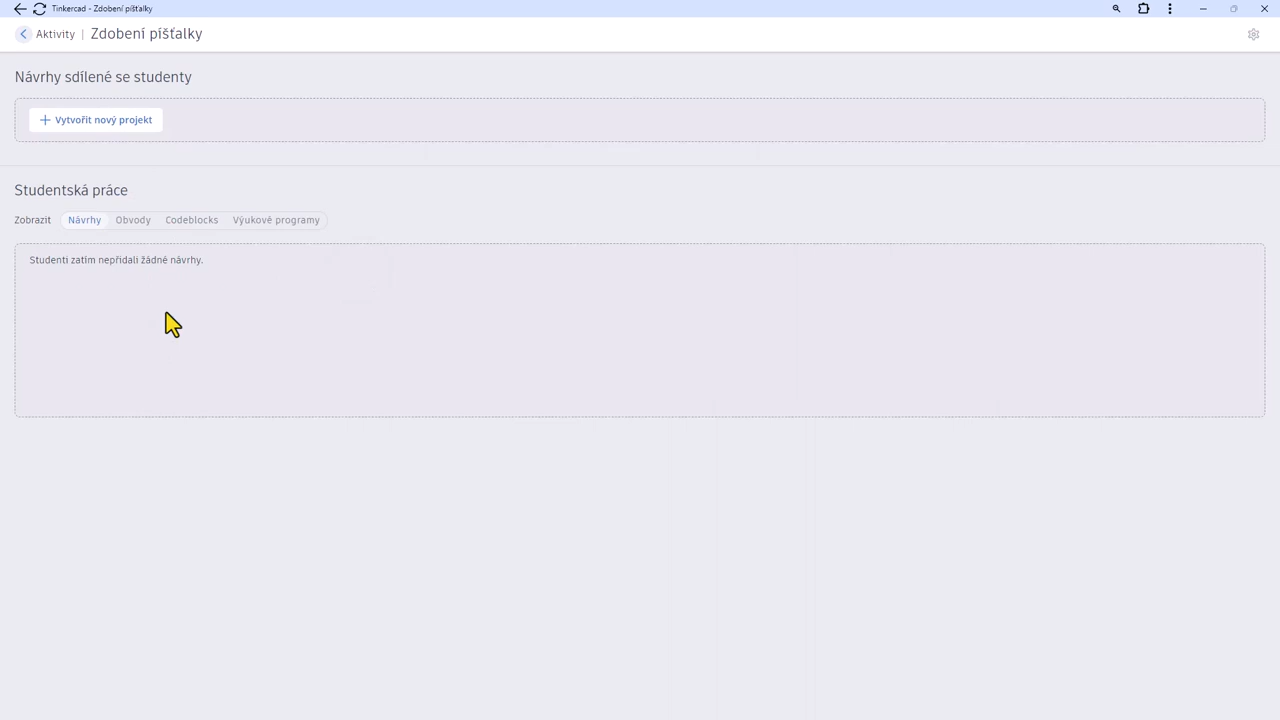 Tinkercad - Zdobení píšťalky
Aktivity | Zdobení píšťalky
Návrhy sdílené se studenty
Vytvořit nový projekt
Studentská práce
Zobrazit Návrhy Obvody Codeblocks Výukové programy
Studenti zatím nepřidali žádné návrhy.